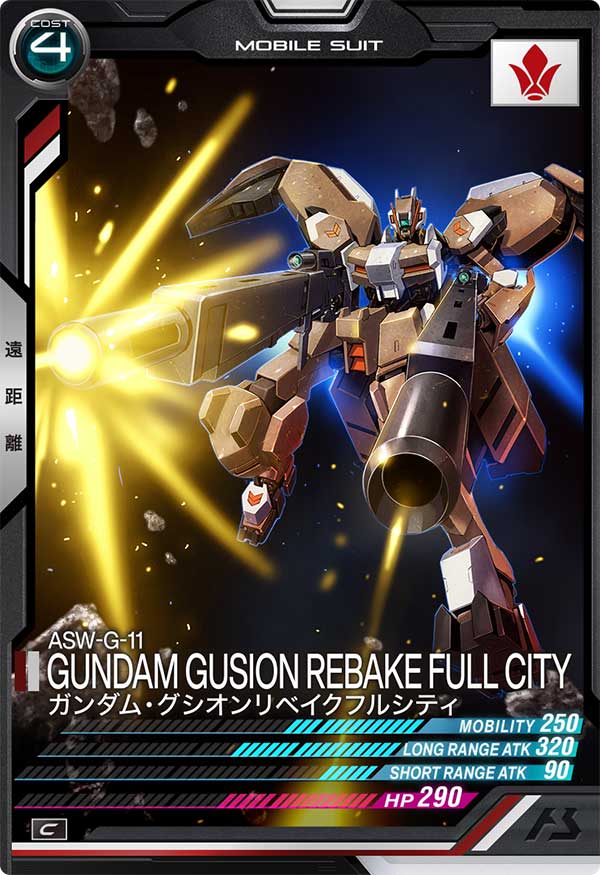 COST
4
MOBILE SUIT
遠距離
ASW-G-11
GUNDAM GUSION REBAKE FULL CITY
ガンダム・グシオンリベイクフルシティ
MOBILITY 250
LONG RANGE ATK 320
SHORT RANGE ATK 90
HP 290
C